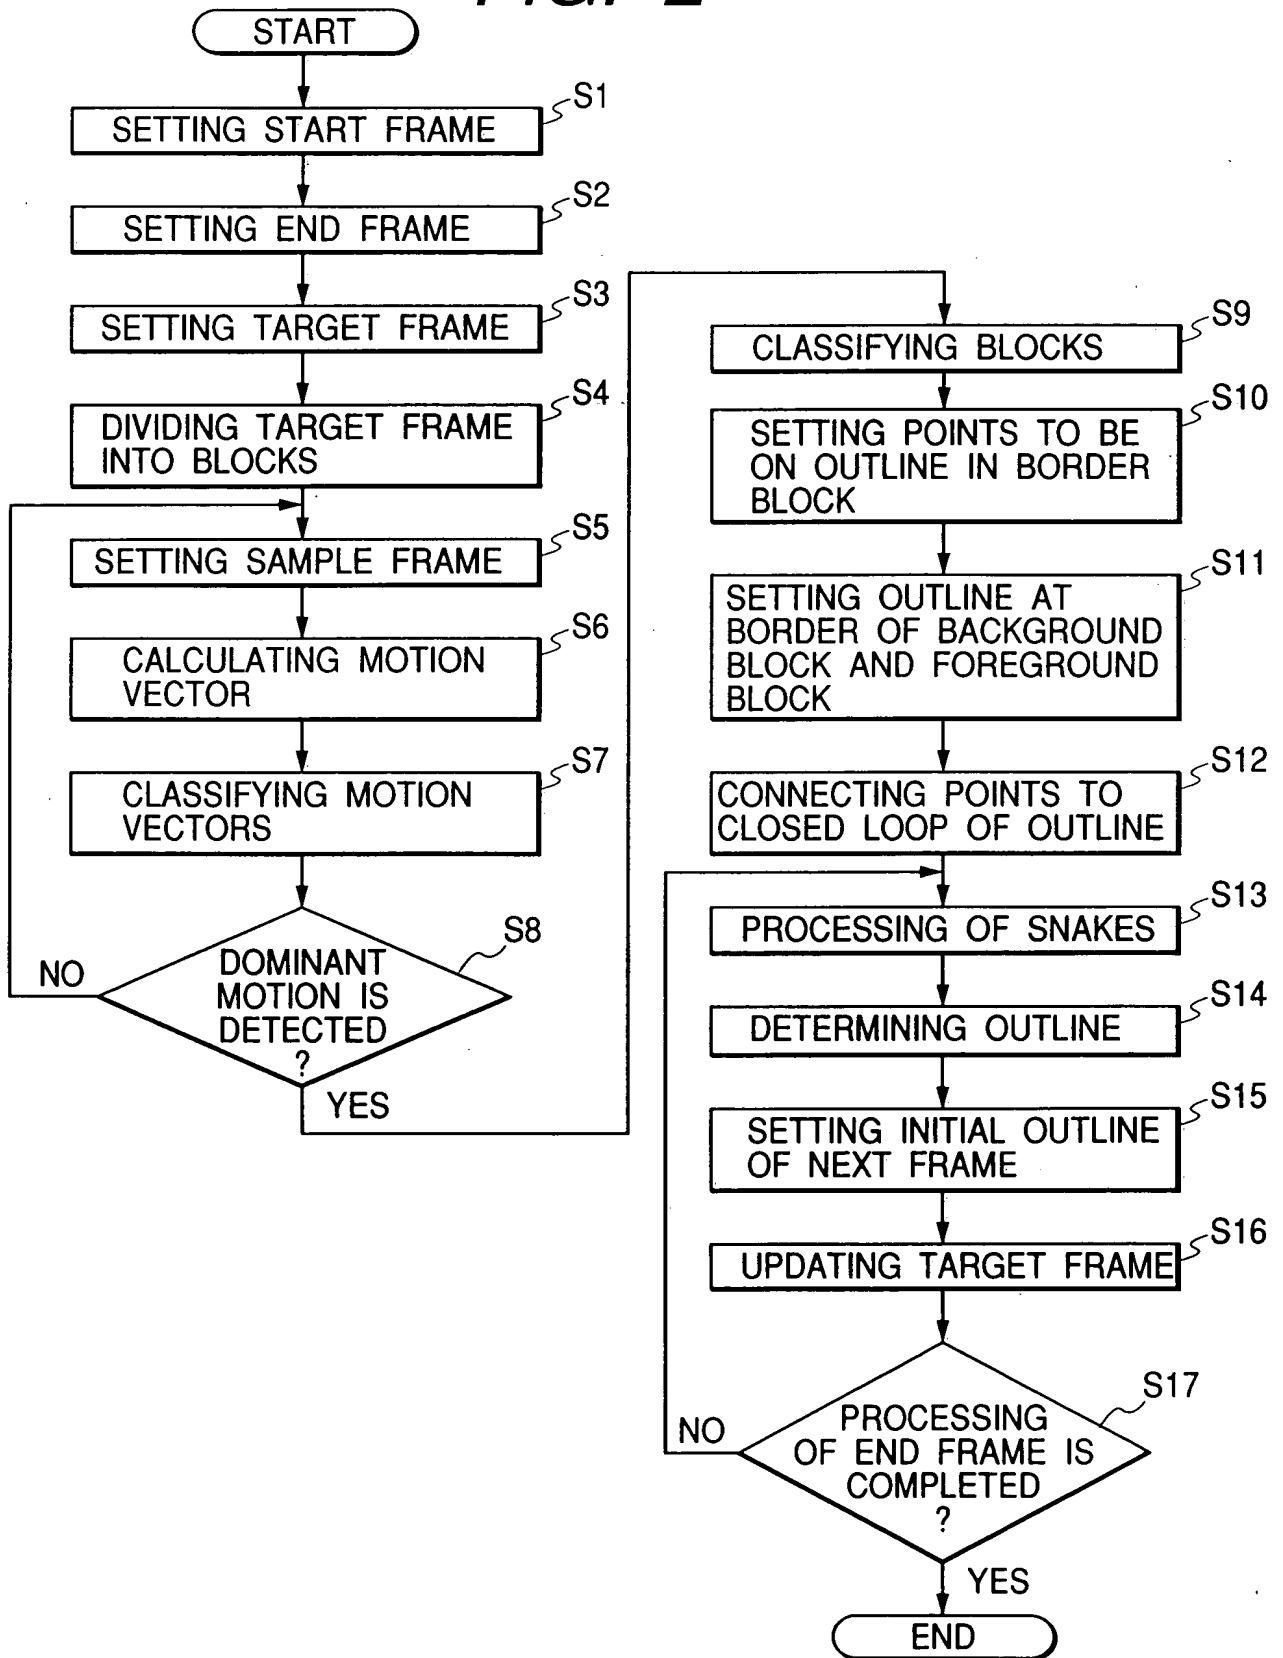 START
S1
SETTING START FRAME
S2
SETTING END FRAME
S3
SETTING TARGET FRAME
S4
DIVIDING TARGET FRAME
INTO BLOCKS
S5
SETTING SAMPLE FRAME
S6
CALCULATING MOTION
VECTOR
S7
CLASSIFYING MOTION
VECTORS
S8
DOMINANT
MOTION IS
DETECTED
?
NO
YES
S9
CLASSIFYING BLOCKS
S10
SETTING POINTS TO BE
ON OUTLINE IN BORDER
BLOCK
S11
SETTING OUTLINE AT
BORDER OF BACKGROUND
BLOCK AND FOREGROUND
BLOCK
S12
CONNECTING POINTS TO
CLOSED LOOP OF OUTLINE
S13
PROCESSING OF SNAKES
S14
DETERMINING OUTLINE
S15
SETTING INITIAL OUTLINE
OF NEXT FRAME
S16
UPDATING TARGET FRAME
S17
PROCESSING
OF END FRAME IS
COMPLETED
?
NO
YES
END